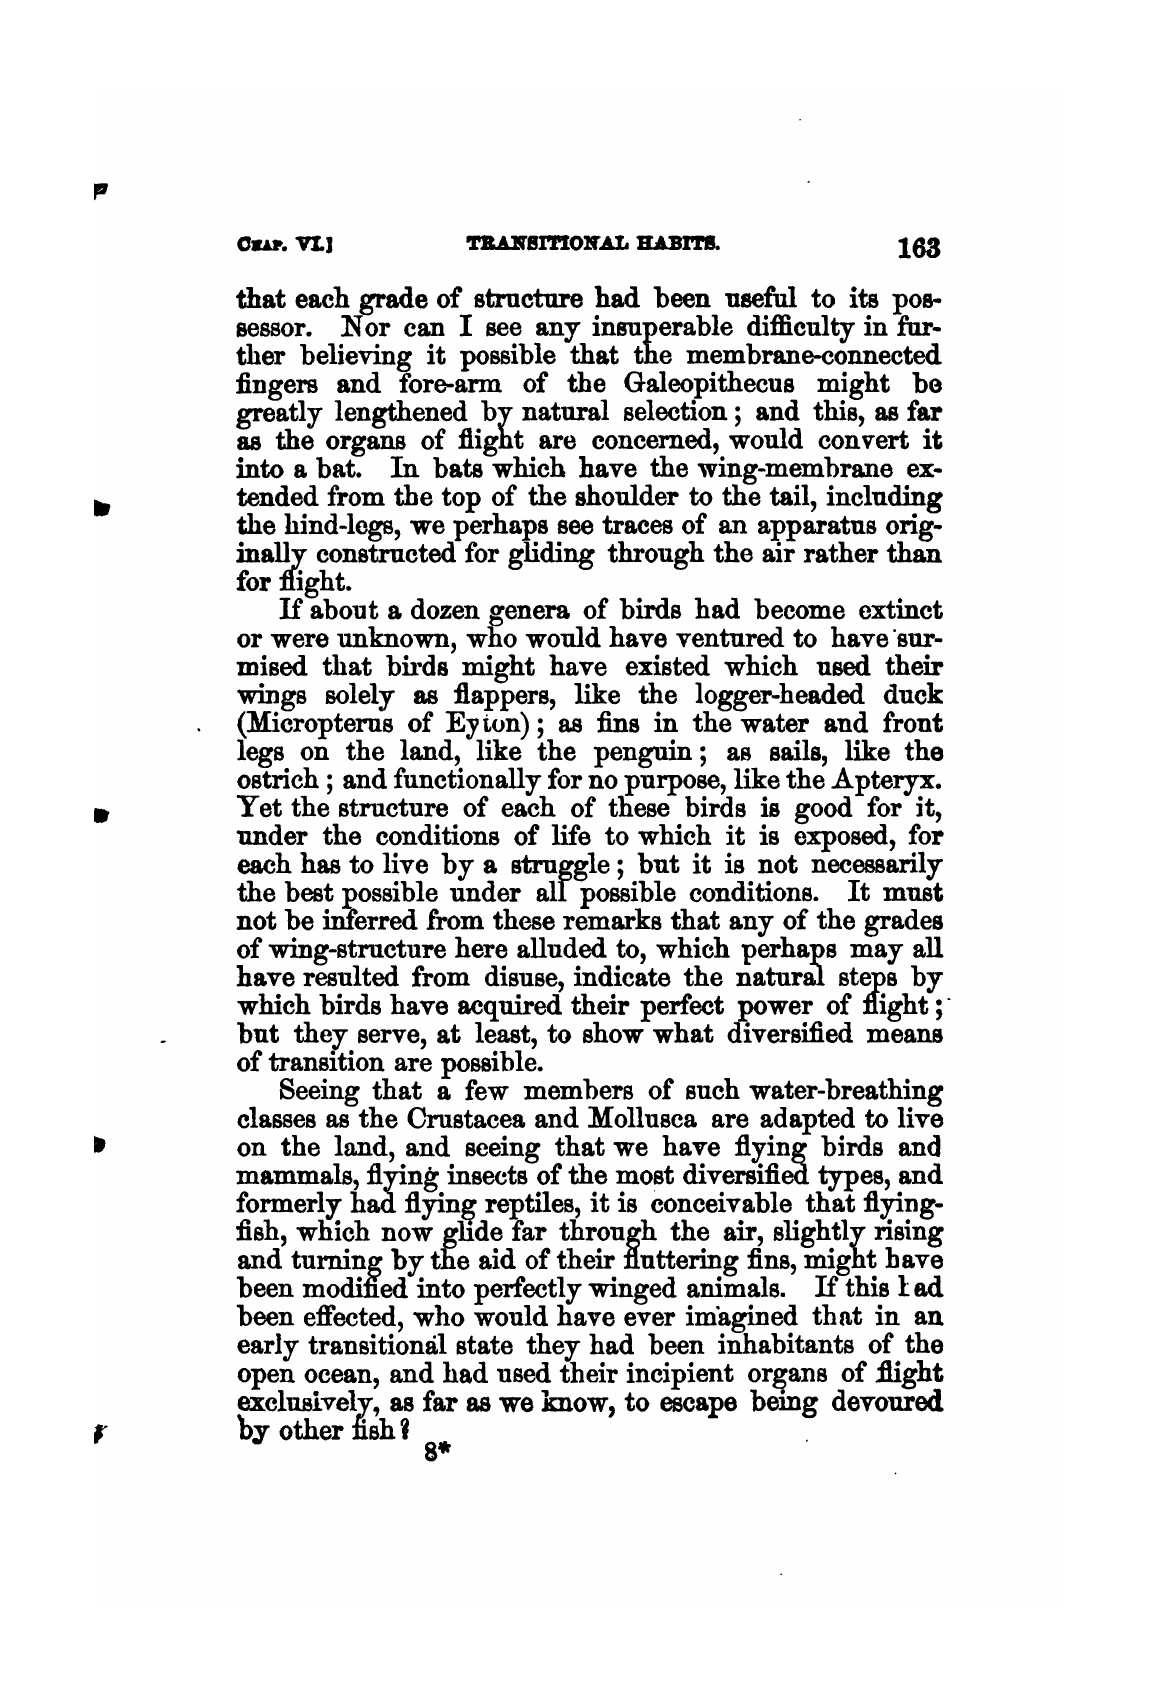 CHAP. VI.] TRANSITIONAL HABITS. 163
that each grade of structure had been useful to its pos-
sessor. Nor can I see any insuperable difficulty in fur-
ther believing it possible that the membrane-connected
fingers and fore-arm of the Galeopithecus might be
greatly lengthened by natural selection ; and this, as far
as the organs of flight are concerned, would convert it
into a bat. In bats which have the wing-membrane ex-
tended from the top of the shoulder to the tail, including
the hind-legs, we perhaps see traces of an apparatus orig-
inally constructed for gliding through the air rather than
for flight.
If about a dozen genera of birds had become extinct
or were unknown, who would have ventured to have sur-
mised that birds might have existed which used their
wings solely as flappers, like the logger-headed duck
(Micropterus of Eyton) ; as fins in the water and front
legs on the land, like the penguin ; as sails, like the
ostrich ; and functionally for no purpose, like the Apteryx.
Yet the structure of each of these birds is good for it,
under the conditions of life to which it is exposed, for
each has to live by a struggle ; but it is not necessarily
the best possible under all possible conditions. It must
not be inferred from these remarks that any of the grades
of wing-structure here alluded to, which perhaps may all
have resulted from disuse, indicate the natural steps by
which birds have acquired their perfect power of flight ;
but they serve, at least, to show what diversified means
of transition are possible.
Seeing that a few members of such water-breathing
classes as the Crustacea and Mollusca are adapted to live
on the land, and seeing that we have flying birds and
mammals, flying insects of the most diversified types, and
formerly had flying reptiles, it is conceivable that flying-
fish, which now glide far through the air, slightly rising
and turning by the aid of their fluttering fins, might have
been modified into perfectly winged animals. If this had
been effected, who would have ever imagined that in an
early transitional state they had been inhabitants of the
open ocean, and had used their incipient organs of flight
exclusively, as far as we know, to escape being devoured
by other fish ?
8*